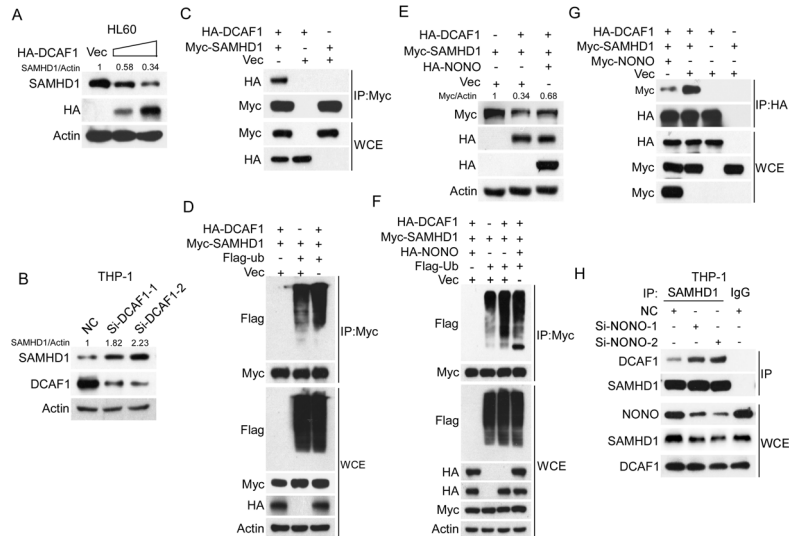 A
HL60
HA-DCAF1 Vec
SAMHD1/Actin 1 0.58 0.34
SAMHD1
HA
Actin
B
THP-1
NC Si-DCAF1-1 Si-DCAF1-2
SAMHD1/Actin 1 1.82 2.23
SAMHD1
DCAF1
Actin
C
HA-DCAF1 + + -
Myc-SAMHD1 + - +
Vec - + +
HA
Myc
IP:Myc
Myc
HA
WCE
D
HA-DCAF1 + - +
Myc-SAMHD1 + + +
Flag-ub - + +
Vec + + -
Flag
Myc
IP:Myc
Flag
Myc
HA
Actin
WCE
E
HA-DCAF1 - + +
Myc-SAMHD1 + + +
HA-NONO - - +
Vec + + -
Myc/Actin 1 0.34 0.68
Myc
HA
HA
Actin
F
HA-DCAF1 + - + +
Myc-SAMHD1 + + + +
HA-NONO + - - +
Flag-Ub - + + +
Vec + + + -
Flag
Myc
IP:Myc
Flag
HA
HA
Myc
Actin
WCE
G
HA-DCAF1 + + + -
Myc-SAMHD1 + + - +
Myc-NONO + - - -
Vec - + + +
Myc
HA
IP:HA
HA
Myc
Myc
WCE
H
THP-1
IP: SAMHD1 IgG
NC + - - +
Si-NONO-1 - + - -
Si-NONO-2 - - + -
DCAF1
SAMHD1
IP
NONO
SAMHD1
DCAF1
WCE